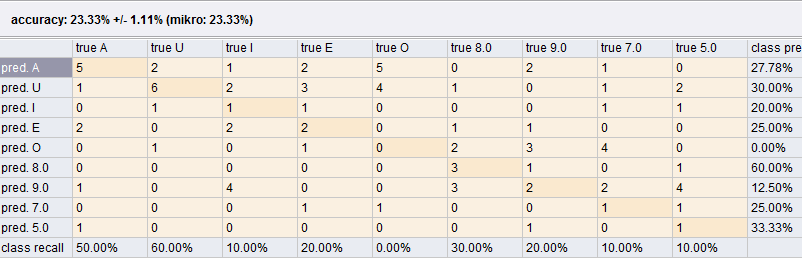 accuracy: 23.33% +/- 1.11% (mikro: 23.33%)
true A true U true I true E true O true 8.0 true 9.0 true 7.0 true 5.0 class pre
pred. A 5 2 1 2 5 0 2 1 0 27.78%
pred. U 1 6 2 3 4 1 0 1 2 30.00%
pred. I 0 1 1 1 0 0 0 1 1 20.00%
pred. E 2 0 2 2 0 1 1 0 0 25.00%
pred. O 0 1 0 1 0 2 3 4 0 0.00%
pred. 8.0 0 0 0 0 0 3 1 0 1 60.00%
pred. 9.0 1 0 4 0 0 3 2 2 4 12.50%
pred. 7.0 0 0 0 1 1 0 0 1 1 25.00%
pred. 5.0 1 0 0 0 0 0 1 0 1 33.33%
class recall 50.00% 60.00% 10.00% 20.00% 0.00% 30.00% 20.00% 10.00% 10.00%